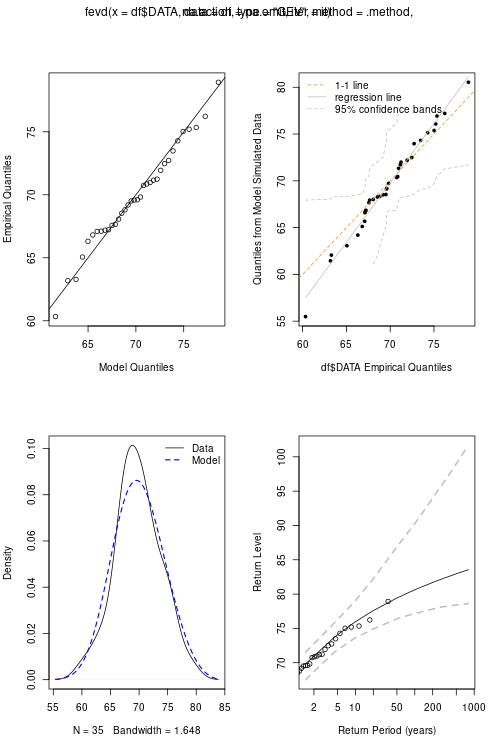 fevd(x = df$DATA, data = df, type = "GEV", method = .method,
Empirical Quantiles
60 65 70 75
65 70 75
Model Quantiles
Quantiles from Model Simulated Data
55 60 65 70 75 80
1-1 line
regression line
95% confidence bands
60 65 70 75
df$DATA Empirical Quantiles
Density
0.00 0.02 0.04 0.06 0.08 0.10
Data
Model
55 60 65 70 75 80 85
N = 35 Bandwidth = 1.648
Return Level
70 75 80 85 90 95 100
2 5 10 50 200 1000
Return Period (years)